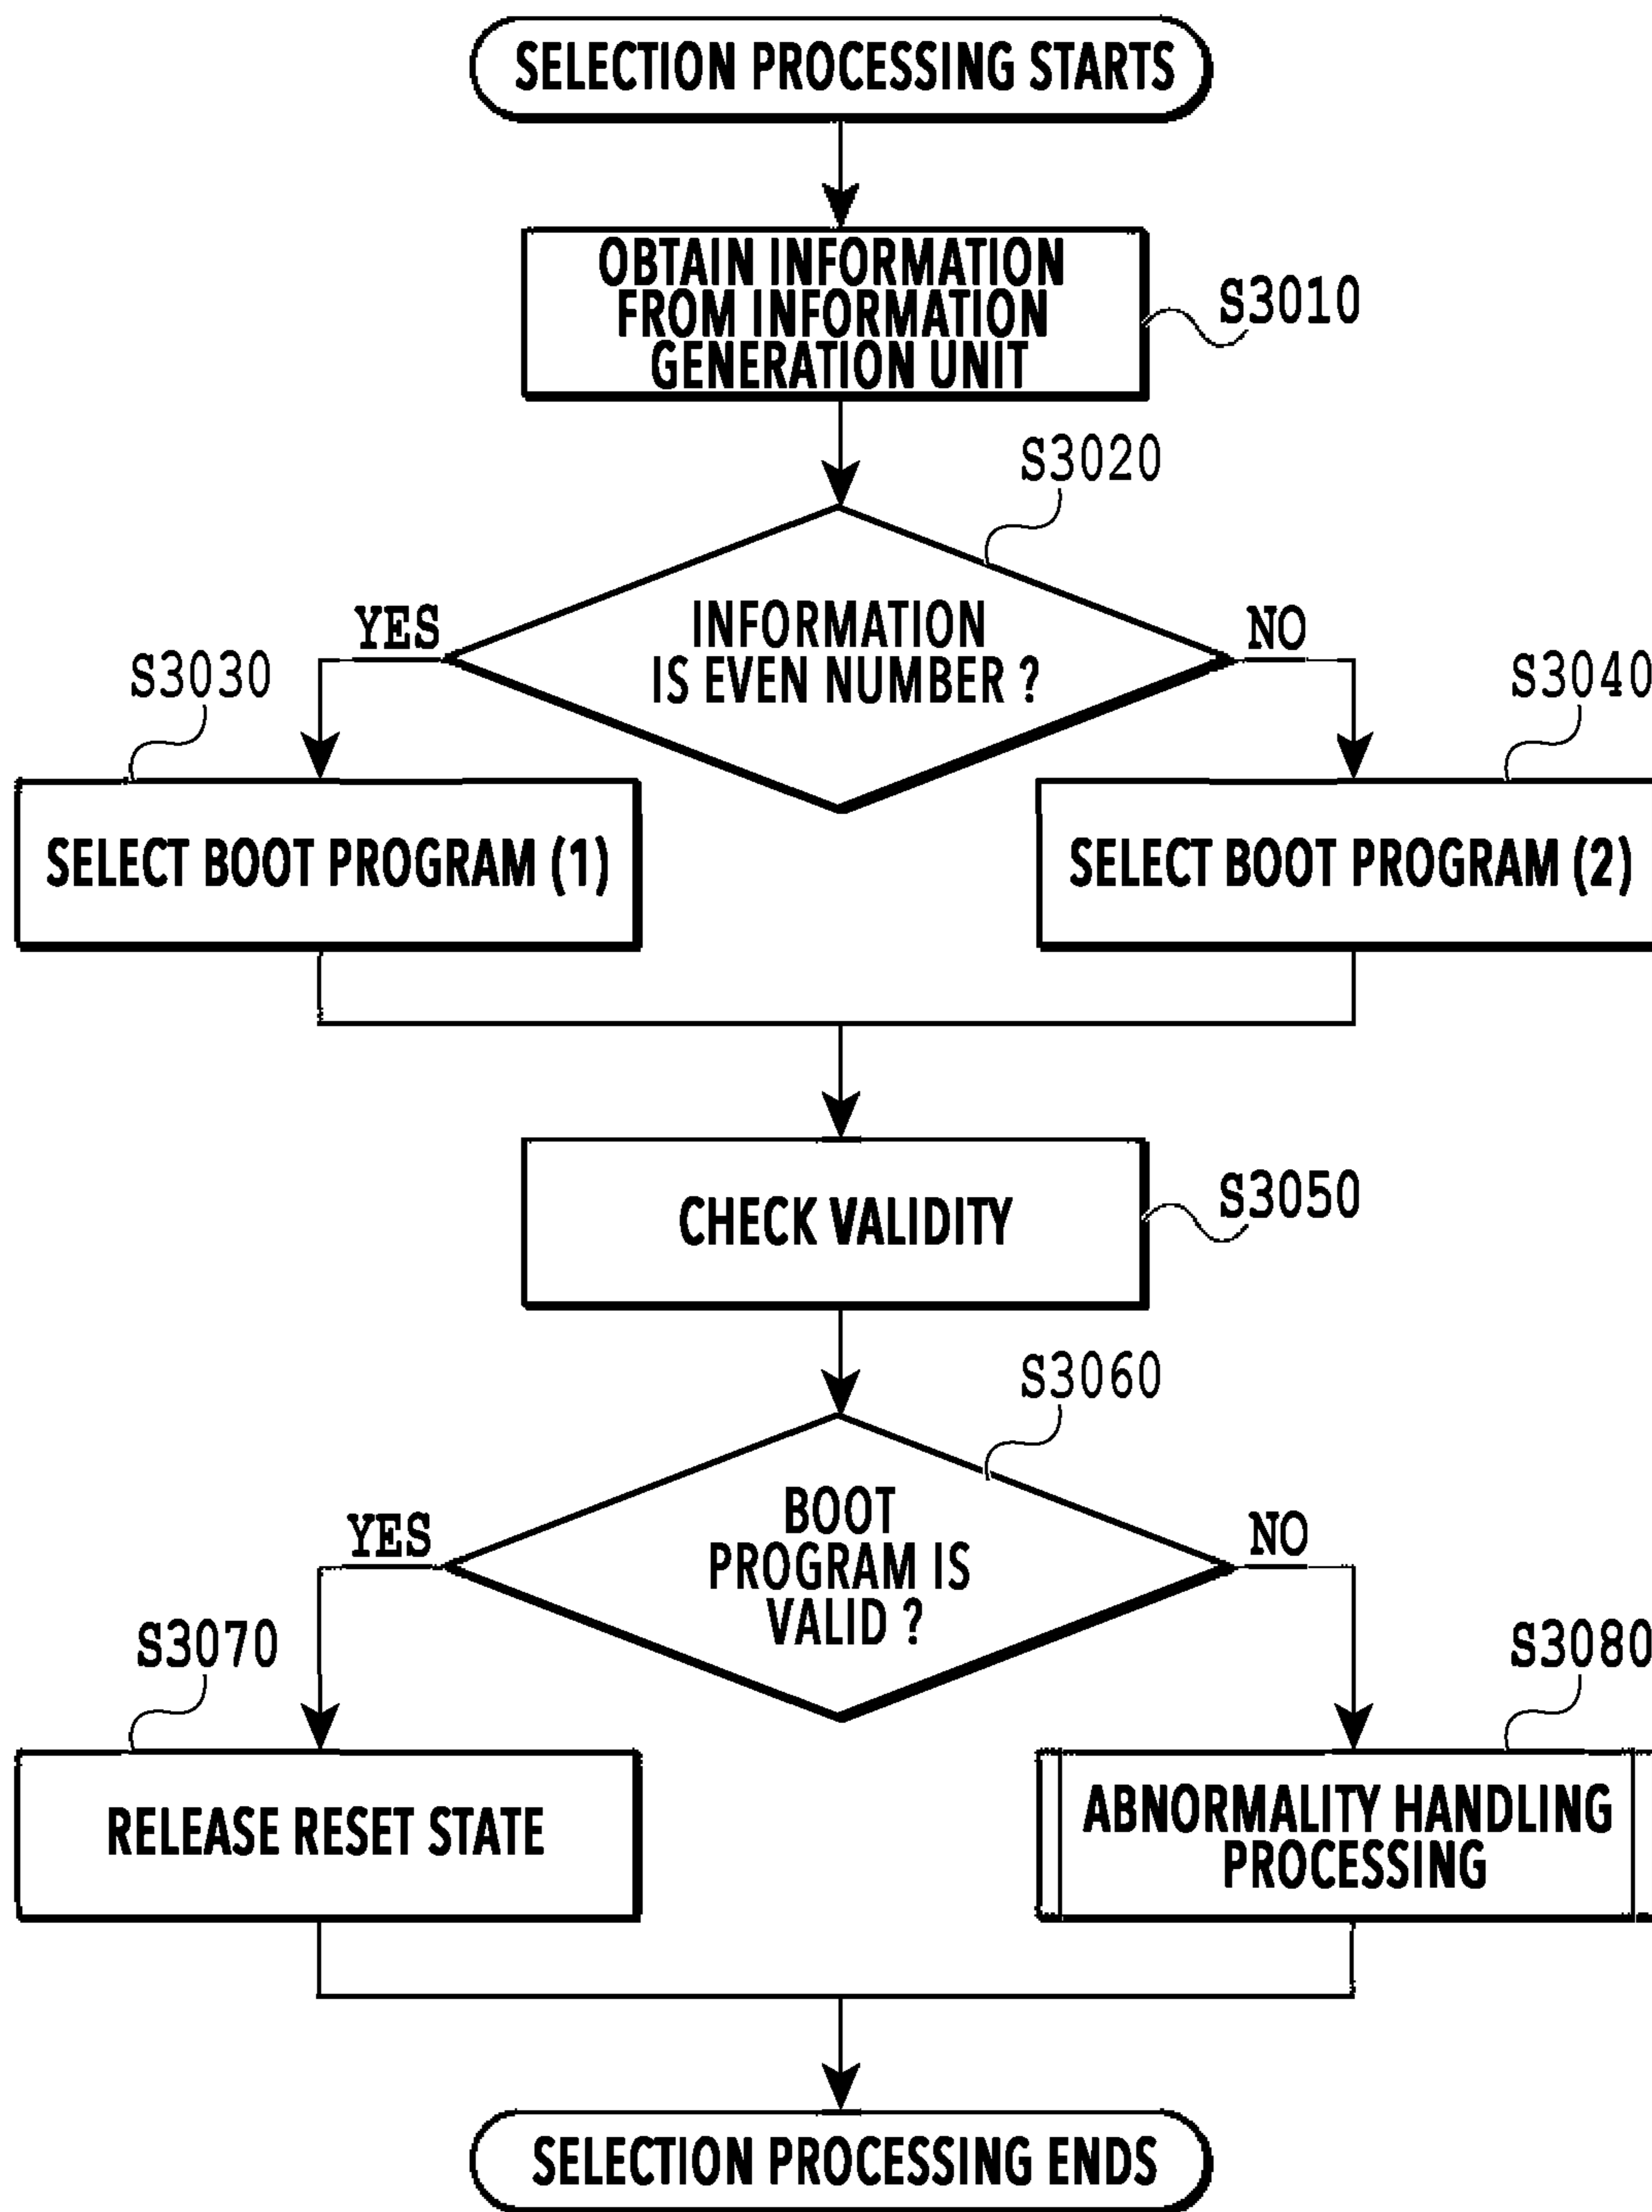 SELECTION PROCESSING STARTS
OBTAIN INFORMATION
FROM INFORMATION
GENERATION UNIT
S3010
S3020
INFORMATION
IS EVEN NUMBER ?
YES
NO
S3030
S3040
SELECT BOOT PROGRAM (1)
SELECT BOOT PROGRAM (2)
CHECK VALIDITY
S3050
S3060
BOOT
PROGRAM IS
VALID ?
YES
NO
S3070
S3080
RELEASE RESET STATE
ABNORMALITY HANDLING
PROCESSING
SELECTION PROCESSING ENDS